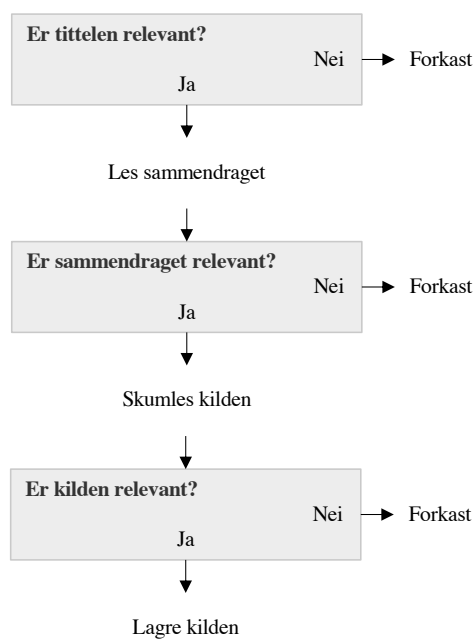 Er tittelen relevant?
Nei
Forkast
Ja
Les sammendraget
Er sammendraget relevant?
Nei
Forkast
Ja
Skumles kilden
Er kilden relevant?
Nei
Forkast
Ja
Lagre kilden